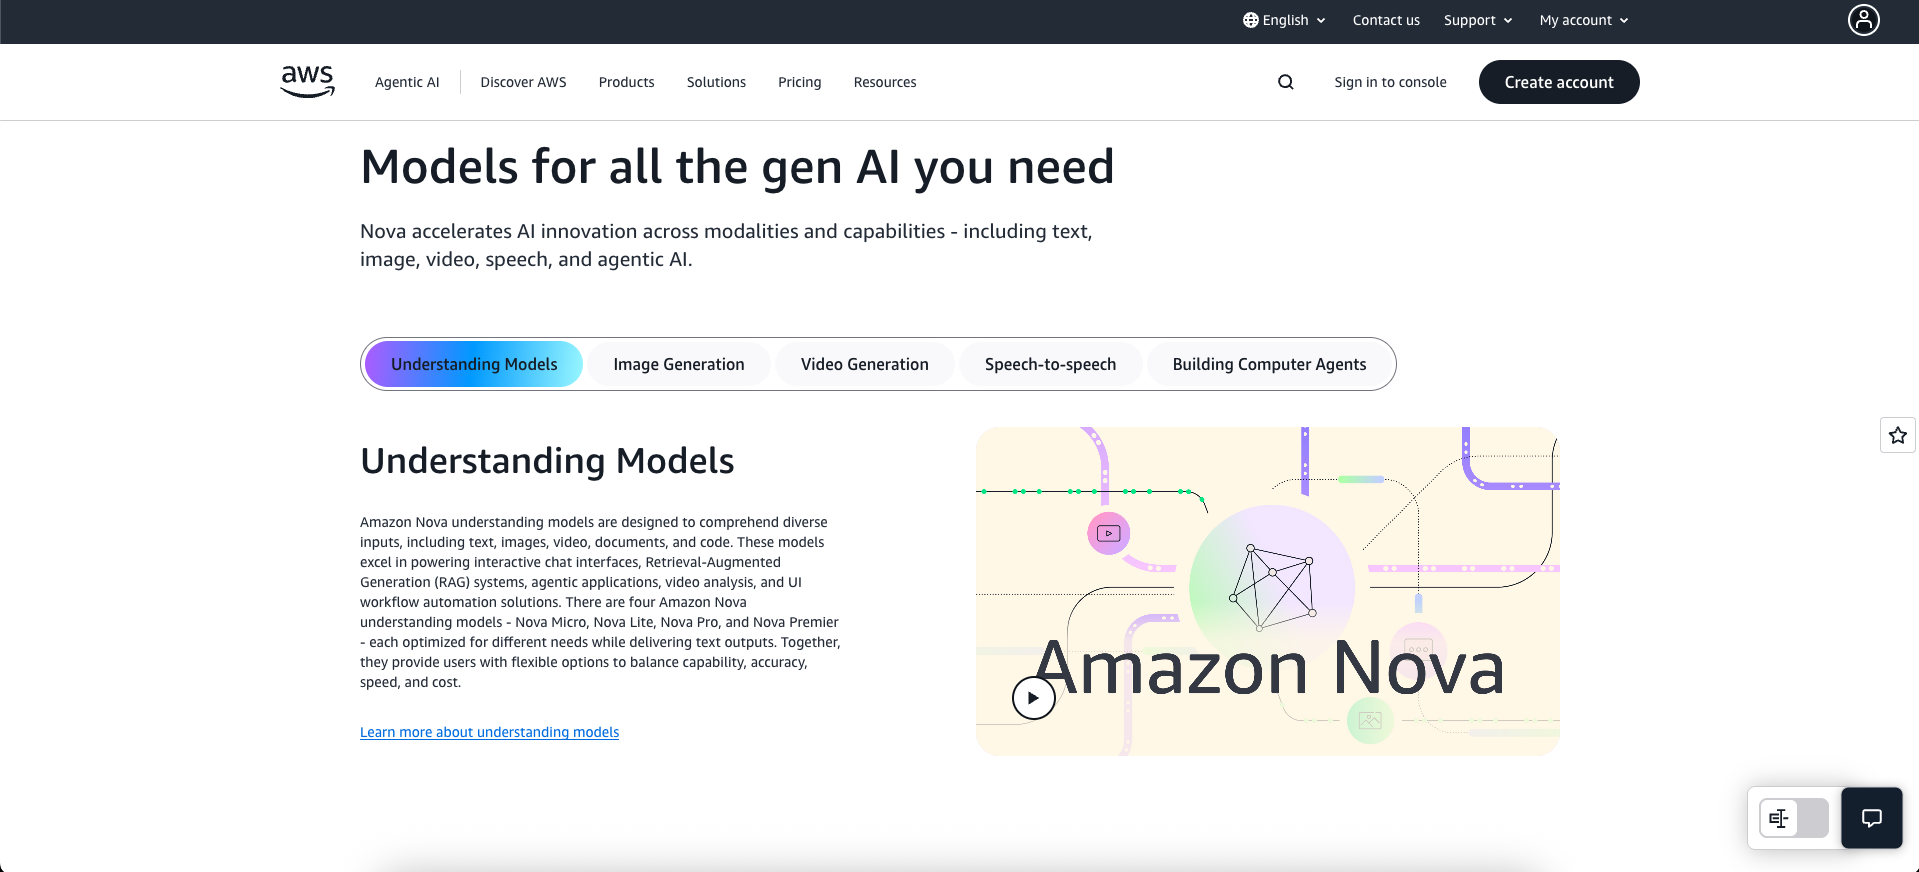 English
Contact us
Support
My account
aws
Agentic AI
Discover AWS
Products
Solutions
Pricing
Resources
Sign in to console
Create account
Models for all the gen AI you need
Nova accelerates AI innovation across modalities and capabilities - including text,
image, video, speech, and agentic AI.
Understanding Models
Image Generation
Video Generation
Speech-to-speech
Building Computer Agents
Understanding Models
Amazon Nova understanding models are designed to comprehend diverse
inputs, including text, images, video, documents, and code. These models
excel in powering interactive chat interfaces, Retrieval-Augmented
Generation (RAG) systems, agentic applications, video analysis, and UI
workflow automation solutions. There are four Amazon Nova
understanding models - Nova Micro, Nova Lite, Nova Pro, and Nova Premier
- each optimized for different needs while delivering text outputs. Together,
they provide users with flexible options to balance capability, accuracy,
speed, and cost.
Learn more about understanding models
Amazon Nova